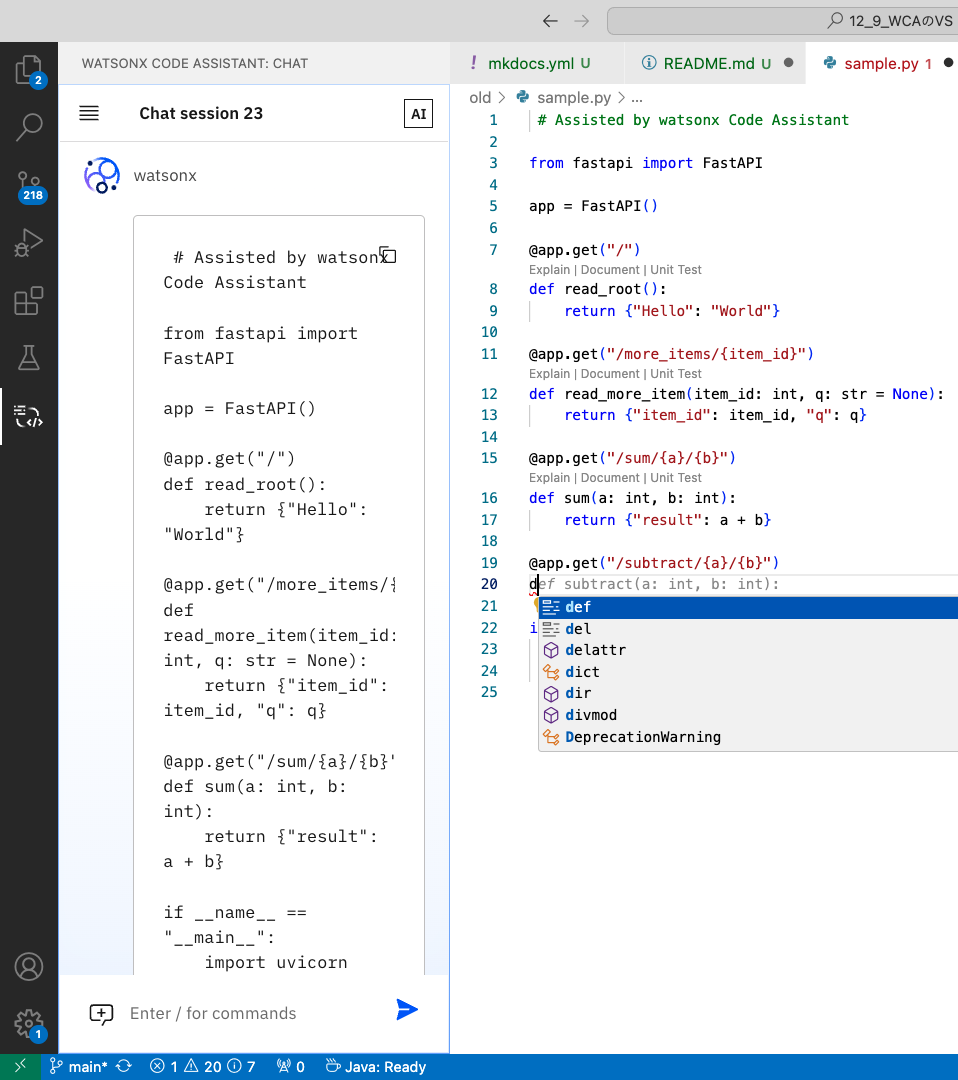 12_9_WCAのVS
WATSONX CODE ASSISTANT: CHAT
! mkdocs.yml U
README.md U
sample.py 1
2
Chat session 23
AI
old > sample.py > ...
watsonx
218
# Assisted by watsonx
Code Assistant
from fastapi import
FastAPI
app = FastAPI()
@app.get("/")
def read_root():
return {"Hello":
"World"}
@app.get("/more_items/{
def
read_more_item(item_id:
int, q: str = None):
return {"item_id":
item_id, "q": q}
@app.get("/sum/{a}/{b}'
def sum(a: int, b:
int):
return {"result":
a + b}
if __name__ ==
"__main__":
import uvicorn
Enter / for commands
1 # Assisted by watsonx Code Assistant
2
3 from fastapi import FastAPI
4
5 app = FastAPI()
6
7 @app.get("/")
Explain | Document | Unit Test
8 def read_root():
9 return {"Hello": "World"}
10
11 @app.get("/more_items/{item_id}")
Explain | Document | Unit Test
12 def read_more_item(item_id: int, q: str = None):
13 return {"item_id": item_id, "q": q}
14
15 @app.get("/sum/{a}/{b}")
Explain | Document | Unit Test
16 def sum(a: int, b: int):
17 return {"result": a + b}
18
19 @app.get("/subtract/{a}/{b}")
20 def subtract(a: int, b: int):
21
22 i
23
24
25
def
del
delattr
dict
dir
divmod
DeprecationWarning
1
main* 1 20 7 0 Java: Ready